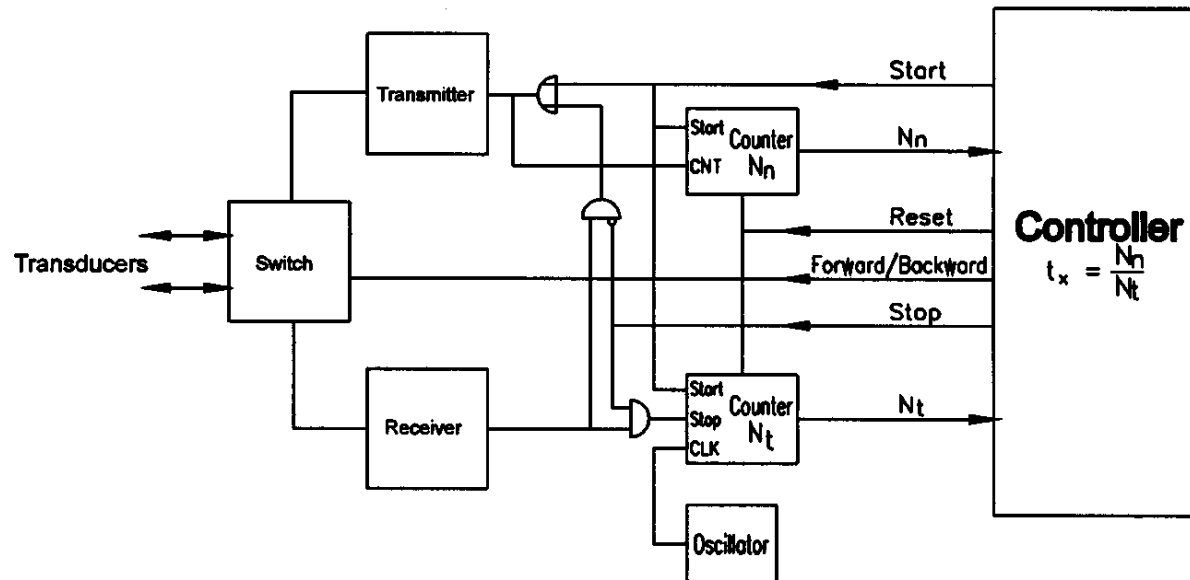 Transmitter
Start
Start
Counter
Nn
CNT
Nn
Reset
Controller
tx = Nn/Nt
Transducers
Switch
Forward/Backward
Stop
Receiver
Start
Stop
CLK
Counter
Nt
Nt
Oscillator